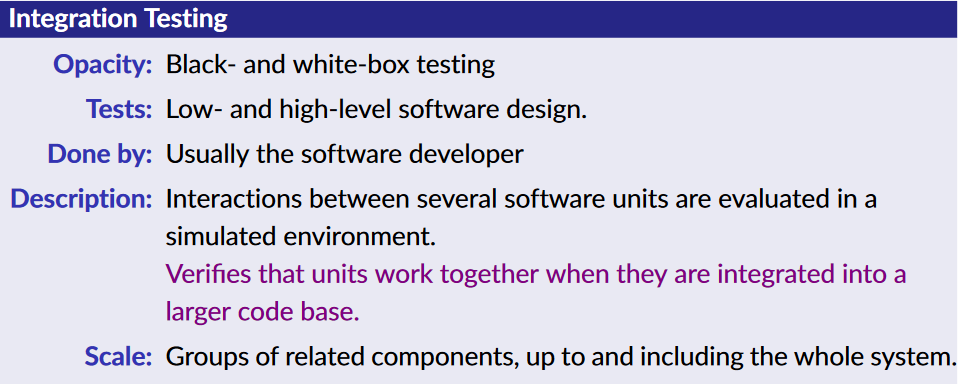 Integration Testing
Opacity: Black- and white-box testing
Tests: Low- and high-level software design.
Done by: Usually the software developer
Description: Interactions between several software units are evaluated in a
simulated environment.
Verifies that units work together when they are integrated into a
larger code base.
Scale: Groups of related components, up to and including the whole system.